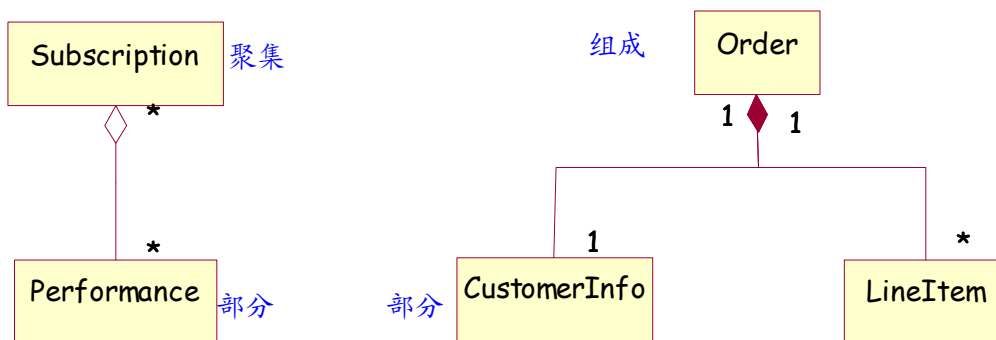 Subscription
聚集
*
*
Performance
部分
组成
Order
1
1
1
*
部分
CustomerInfo
LineItem